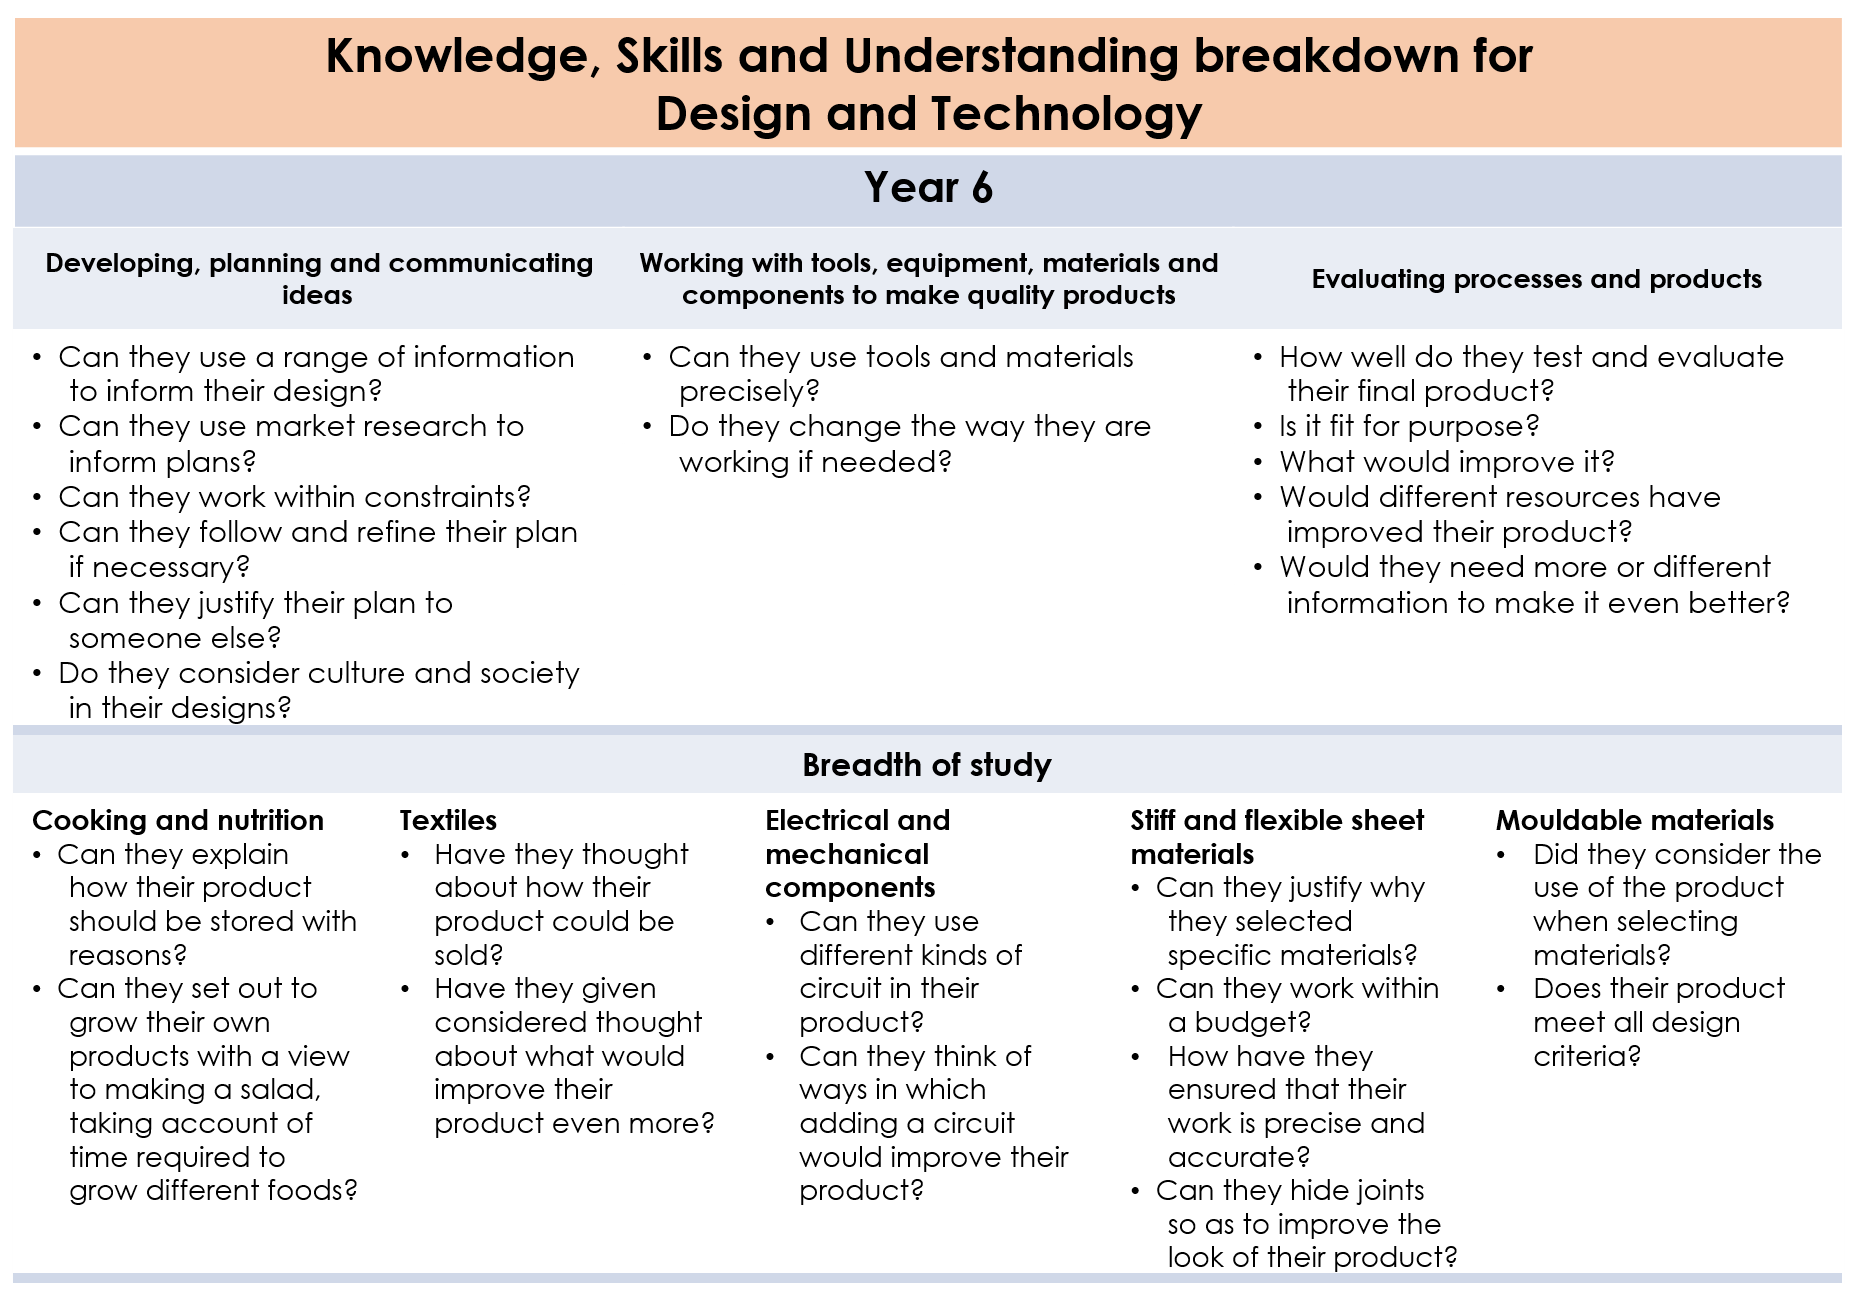 Knowledge, Skills and Understanding breakdown for
Design and Technology
Year 6
Developing, planning and communicating
ideas
• Can they use a range of information
to inform their design?
• Can they use market research to
inform plans?
• Can they work within constraints?
• Can they follow and refine their plan
if necessary?
• Can they justify their plan to
someone else?
• Do they consider culture and society
in their designs?
Working with tools, equipment, materials and
components to make quality products
• Can they use tools and materials
precisely?
• Do they change the way they are
working if needed?
Evaluating processes and products
• How well do they test and evaluate
their final product?
• Is it fit for purpose?
• What would improve it?
• Would different resources have
improved their product?
• Would they need more or different
information to make it even better?
Breadth of study
Cooking and nutrition
• Can they explain
how their product
should be stored with
reasons?
• Can they set out to
grow their own
products with a view
to making a salad,
taking account of
time required to
grow different foods?
Textiles
• Have they thought
about how their
product could be
sold?
• Have they given
considered thought
about what would
improve their
product even more?
Electrical and
mechanical
components
• Can they use
different kinds of
circuit in their
product?
• Can they think of
ways in which
adding a circuit
would improve their
product?
Stiff and flexible sheet
materials
• Can they justify why
they selected
specific materials?
• Can they work within
a budget?
• How have they
ensured that their
work is precise and
accurate?
• Can they hide joints
so as to improve the
look of their product?
Mouldable materials
• Did they consider the
use of the product
when selecting
materials?
• Does their product
meet all design
criteria?